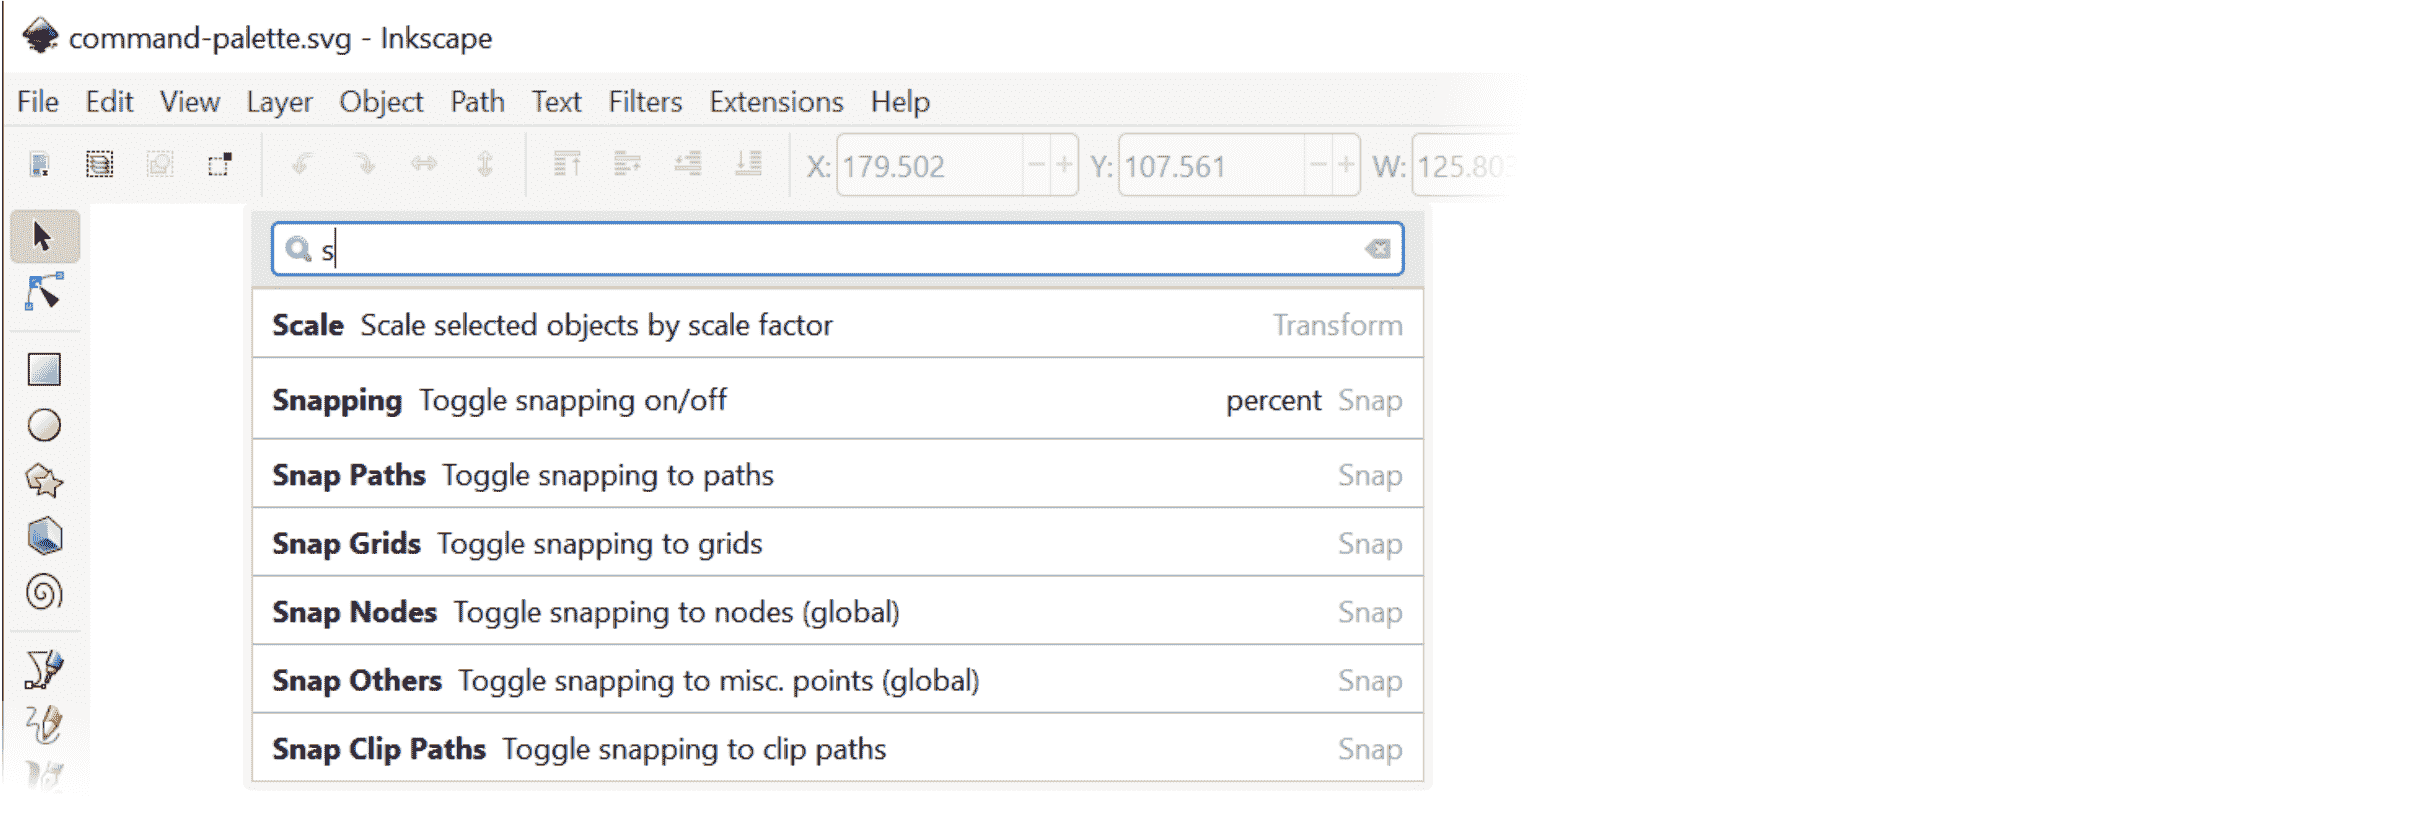 command-palette.svg - Inkscape
File Edit View Layer Object Path Text Filters Extensions Help
X: 179.502 − + Y: 107.561 − + W: 125.803
s
Scale Scale selected objects by scale factor Transform
Snapping Toggle snapping on/off percent Snap
Snap Paths Toggle snapping to paths Snap
Snap Grids Toggle snapping to grids Snap
Snap Nodes Toggle snapping to nodes (global) Snap
Snap Others Toggle snapping to misc. points (global) Snap
Snap Clip Paths Toggle snapping to clip paths Snap